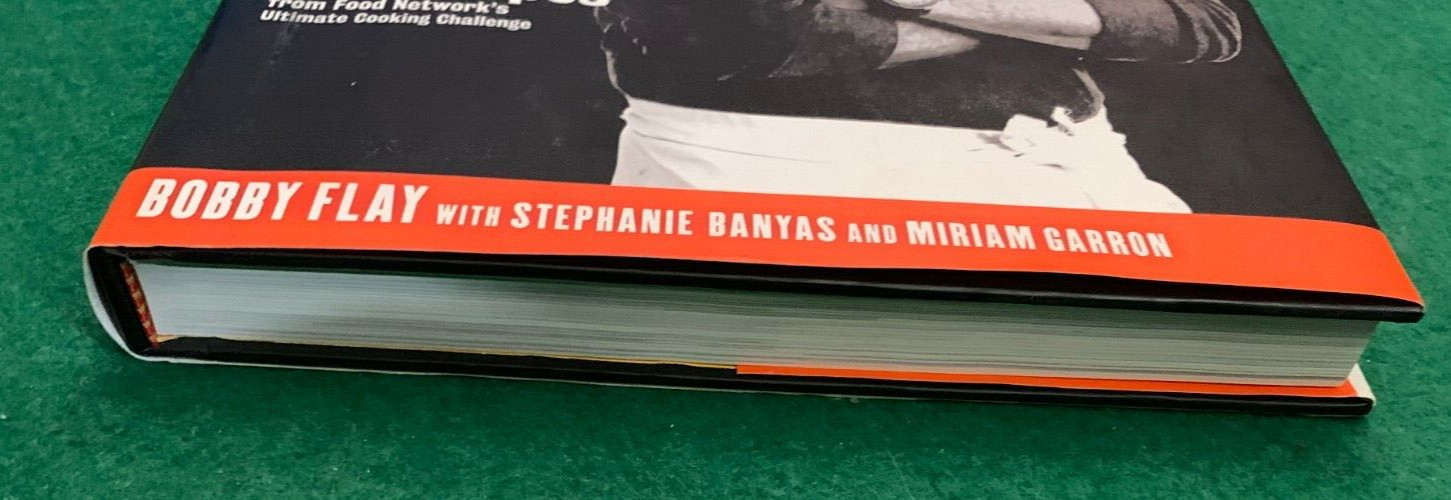 from Food Network's
Ultimate Cooking Challenge
BOBBY FLAY WITH STEPHANIE BANYAS AND MIRIAM GARRON